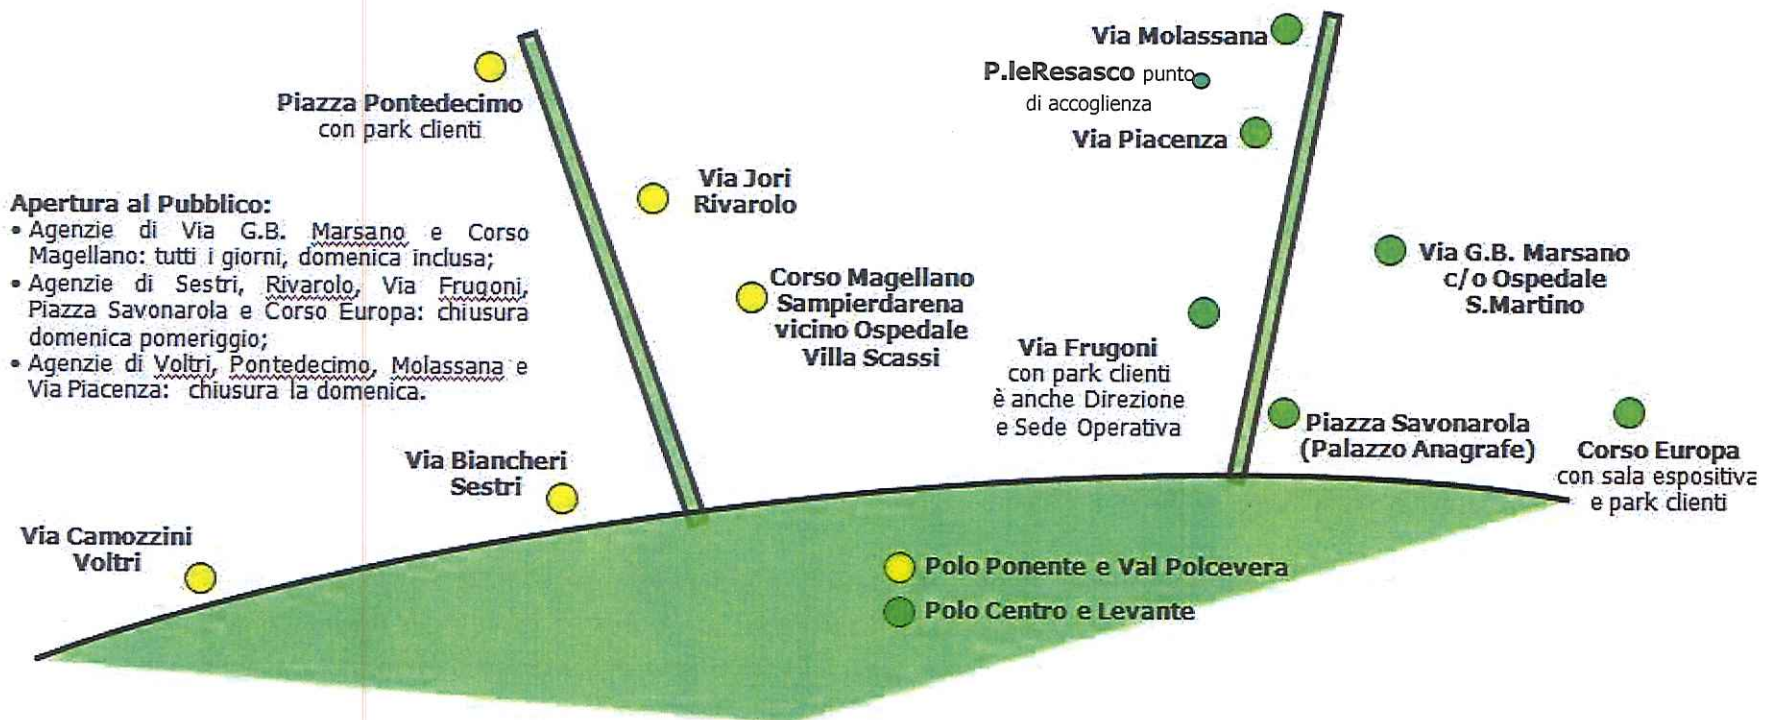 Via Molassana
P.leResasco punto
di accoglienza
Via Piacenza
Piazza Pontedecimo
con park clienti
Via Jori
Rivarolo
Apertura al Pubblico:
• Agenzie di Via G.B. Marsano e Corso
Magellano: tutti i giorni, domenica inclusa;
• Agenzie di Sestri, Rivarolo, Via Frugoni,
Piazza Savonarola e Corso Europa: chiusura
domenica pomeriggio;
• Agenzie di Voltri, Pontedecimo, Molassana e
Via Piacenza: chiusura la domenica.
Corso Magellano
Sampierdarena
vicino Ospedale
Villa Scassi
Via G.B. Marsano
c/o Ospedale
S.Martino
Via Frugoni
con park clienti
è anche Direzione
e Sede Operativa
Piazza Savonarola
(Palazzo Anagrafe)
Corso Europa
con sala espositiva
e park clienti
Via Biancheri
Sestri
Via Camozzini
Voltri
Polo Ponente e Val Polcevera
Polo Centro e Levante